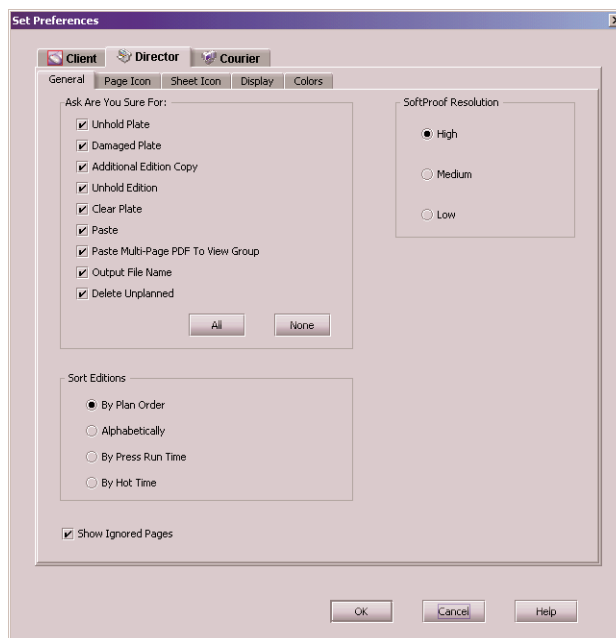 Set Preferences
Client Director Courier
General Page Icon Sheet Icon Display Colors
Ask Are You Sure For:
Unhold Plate
Damaged Plate
Additional Edition Copy
Unhold Edition
Clear Plate
Paste
Paste Multi-Page PDF To View Group
Output File Name
Delete Unplanned
All None
SoftProof Resolution
High
Medium
Low
Sort Editions
By Plan Order
Alphabetically
By Press Run Time
By Hot Time
Show Ignored Pages
OK Cancel Help